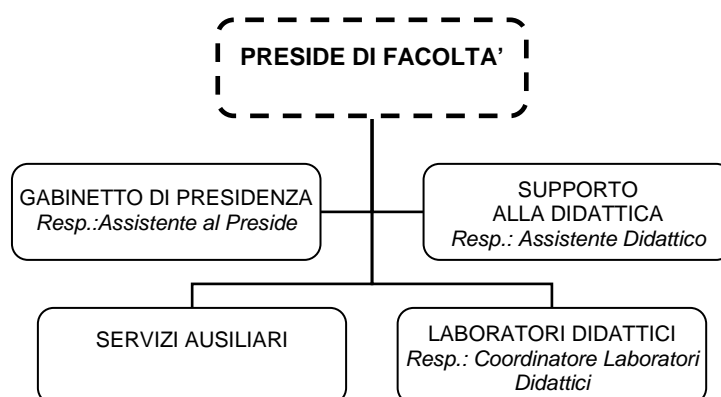 PRESIDE DI FACOLTA’
GABINETTO DI PRESIDENZA
Resp.:Assistente al Preside
SUPPORTO
ALLA DIDATTICA
Resp.: Assistente Didattico
SERVIZI AUSILIARI
LABORATORI DIDATTICI
Resp.: Coordinatore Laboratori
Didattici